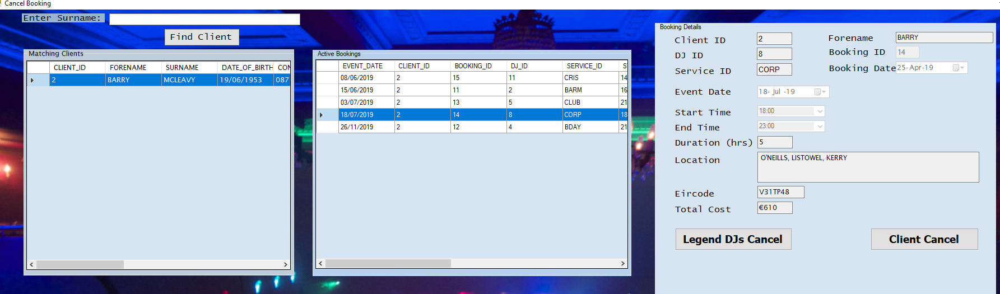 Cancel Booking
Enter Surname:
Find Client
Matching Clients
CLIENT_ID FORENAME SURNAME DATE_OF_BIRTH CON
2 BARRY MCLEAVY 19/06/1953 087
Active Bookings
EVENT_DATE CLIENT_ID BOOKING_ID DJ_ID SERVICE_ID
08/06/2019 2 15 11 CRIS 14
15/06/2019 2 11 2 BARM 16
03/07/2019 2 13 5 CLUB 21
18/07/2019 2 14 8 CORP 18
26/11/2019 2 12 4 BDAY 21
Booking Details
Client ID 2 Forename BARRY
DJ ID 8 Booking ID 14
Service ID CORP Booking Date 25-Apr-19
Event Date 18- Jul -19
Start Time 18:00
End Time 23:00
Duration (hrs) 5
Location O'NEILLS, LISTOWEL, KERRY
Eircode V31TP48
Total Cost €610
Legend DJs Cancel Client Cancel